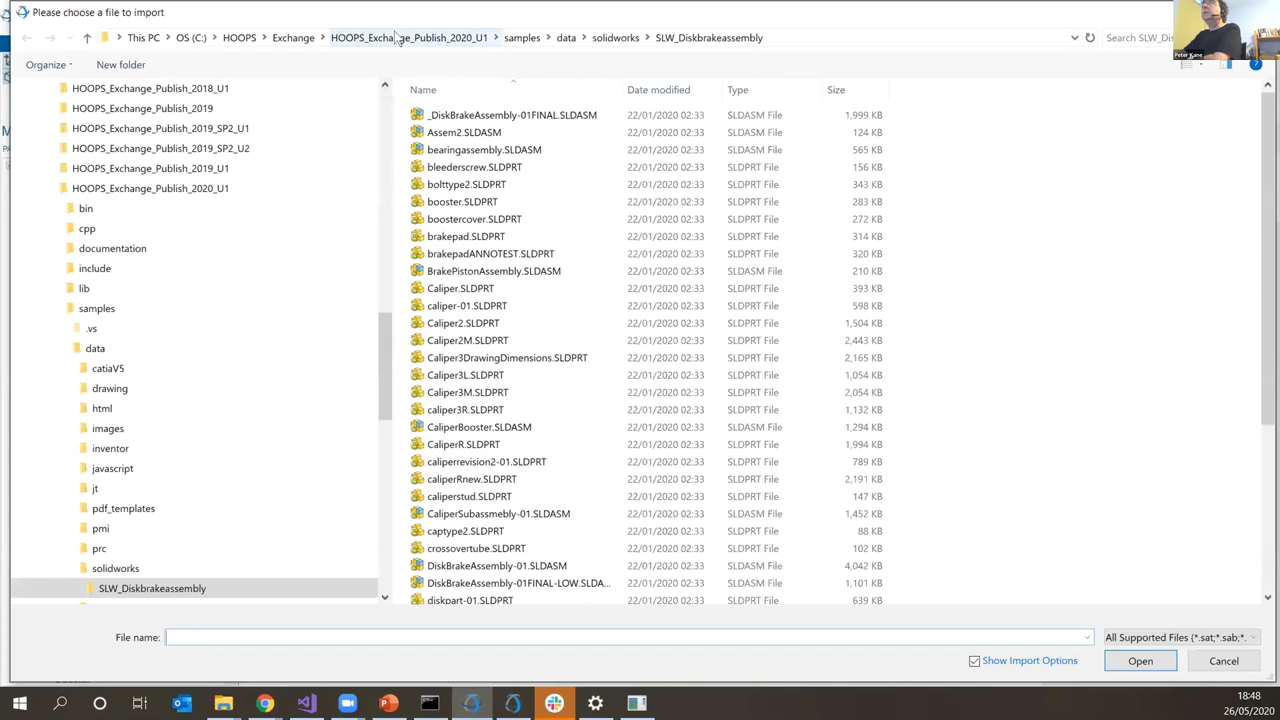 Please choose a file to import
This PC
OS (C:)
HOOPS
Exchange
HOOPS_Exchange_Publish_2020_U1
samples
data
solidworks
SLW_Diskbrakeassembly
Search SLW_Dis
Peter Kane
Organize
New folder
HOOPS_Exchange_Publish_2018_U1
HOOPS_Exchange_Publish_2019
HOOPS_Exchange_Publish_2019_SP2_U1
HOOPS_Exchange_Publish_2019_SP2_U2
HOOPS_Exchange_Publish_2019_U1
HOOPS_Exchange_Publish_2020_U1
bin
cpp
documentation
include
lib
samples
.vs
data
catiaV5
drawing
html
images
inventor
javascript
jt
pdf_templates
pmi
prc
solidworks
SLW_Diskbrakeassembly
Name Date modified Type Size
_DiskBrakeAssembly-01FINAL.SLDASM 22/01/2020 02:33 SLDASM File 1,999 KB
Assem2.SLDASM 22/01/2020 02:33 SLDASM File 124 KB
bearingassembly.SLDASM 22/01/2020 02:33 SLDASM File 565 KB
bleederscrew.SLDPRT 22/01/2020 02:33 SLDPRT File 156 KB
bolttype2.SLDPRT 22/01/2020 02:33 SLDPRT File 343 KB
booster.SLDPRT 22/01/2020 02:33 SLDPRT File 283 KB
boostercover.SLDPRT 22/01/2020 02:33 SLDPRT File 272 KB
brakepad.SLDPRT 22/01/2020 02:33 SLDPRT File 314 KB
brakepadANNOTEST.SLDPRT 22/01/2020 02:33 SLDPRT File 320 KB
BrakePistonAssembly.SLDASM 22/01/2020 02:33 SLDASM File 210 KB
Caliper.SLDPRT 22/01/2020 02:33 SLDPRT File 393 KB
caliper-01.SLDPRT 22/01/2020 02:33 SLDPRT File 598 KB
Caliper2.SLDPRT 22/01/2020 02:33 SLDPRT File 1,504 KB
Caliper2M.SLDPRT 22/01/2020 02:33 SLDPRT File 2,443 KB
Caliper3DrawingDimensions.SLDPRT 22/01/2020 02:33 SLDPRT File 2,165 KB
Caliper3L.SLDPRT 22/01/2020 02:33 SLDPRT File 1,054 KB
Caliper3M.SLDPRT 22/01/2020 02:33 SLDPRT File 2,054 KB
caliper3R.SLDPRT 22/01/2020 02:33 SLDPRT File 1,132 KB
CaliperBooster.SLDASM 22/01/2020 02:33 SLDASM File 1,294 KB
CaliperR.SLDPRT 22/01/2020 02:33 SLDPRT File 1,994 KB
caliperrevision2-01.SLDPRT 22/01/2020 02:33 SLDPRT File 789 KB
caliperRnew.SLDPRT 22/01/2020 02:33 SLDPRT File 2,191 KB
caliperstud.SLDPRT 22/01/2020 02:33 SLDPRT File 147 KB
CaliperSubassmebly-01.SLDASM 22/01/2020 02:33 SLDASM File 1,452 KB
captype2.SLDPRT 22/01/2020 02:33 SLDPRT File 88 KB
crossovertube.SLDPRT 22/01/2020 02:33 SLDPRT File 102 KB
DiskBrakeAssembly-01.SLDASM 22/01/2020 02:33 SLDASM File 4,042 KB
DiskBrakeAssembly-01FINAL-LOW.SLDA... 22/01/2020 02:33 SLDASM File 1,101 KB
diskpart-01.SLDPRT 22/01/2020 02:33 SLDPRT File 639 KB
File name:
All Supported Files (*.sat;*.sab;*.
Show Import Options
Open
Cancel
18:48
26/05/2020